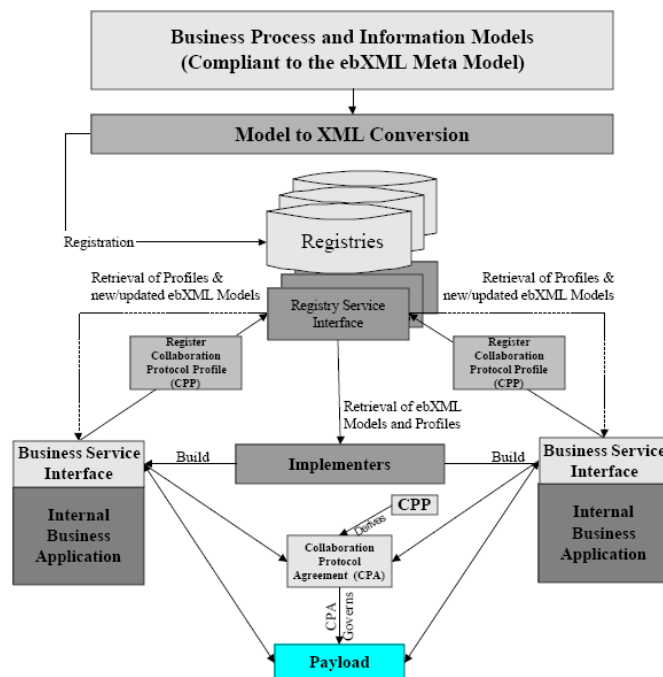 Business Process and Information Models
(Compliant to the ebXML Meta Model)
Model to XML Conversion
Registries
Registration
Retrieval of Profiles &
new/updated ebXML Models
Retrieval of Profiles &
new/updated ebXML Models
Registry Service
Interface
Register
Collaboration
Protocol Profile
(CPP)
Register
Collaboration
Protocol Profile
(CPP)
Retrieval of ebXML
Models and Profiles
Business Service
Interface
Build
Implementers
Build
Business Service
Interface
Internal
Business
Application
CPP
Derives
Internal
Business
Application
Collaboration
Protocol
Agreement (CPA)
CPA
Governs
Payload